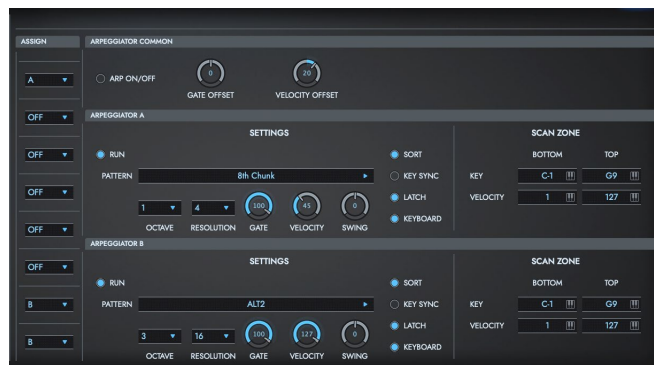 ASSIGN
ARPEGGIATOR COMMON
A
ARP ON/OFF
0
20
GATE OFFSET
VELOCITY OFFSET
OFF
ARPEGGIATOR A
SETTINGS
SCAN ZONE
OFF
RUN
SORT
BOTTOM
TOP
PATTERN
8th Chunk
KEY SYNC
KEY
C-1
G9
OFF
LATCH
VELOCITY
1
127
1
4
100
45
0
KEYBOARD
OFF
OCTAVE
RESOLUTION
GATE
VELOCITY
SWING
ARPEGGIATOR B
OFF
SETTINGS
SCAN ZONE
RUN
SORT
BOTTOM
TOP
B
PATTERN
ALT2
KEY SYNC
KEY
C-1
G9
LATCH
VELOCITY
1
127
B
3
16
100
127
0
KEYBOARD
OCTAVE
RESOLUTION
GATE
VELOCITY
SWING